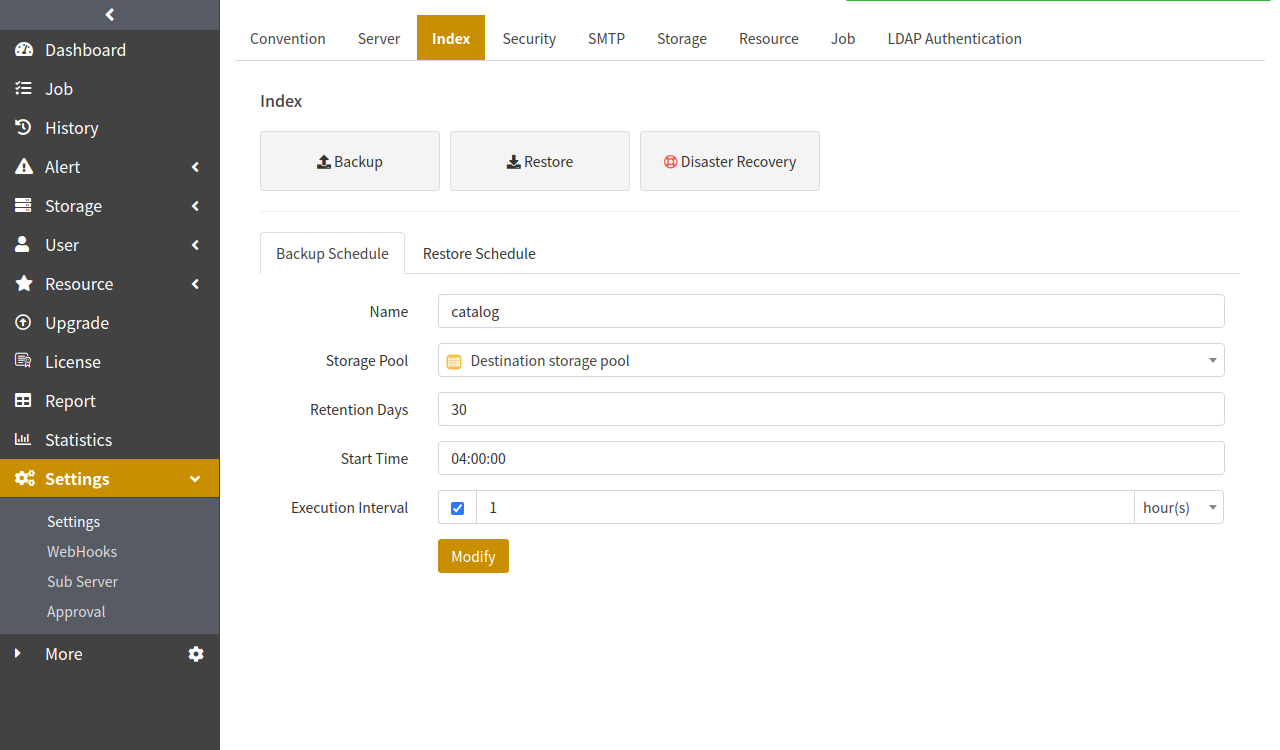 Dashboard
Job
History
Alert
Storage
User
Resource
Upgrade
License
Report
Statistics
Settings
Settings
WebHooks
Sub Server
Approval
More
Convention Server Index Security SMTP Storage Resource Job LDAP Authentication
Index
Backup Restore Disaster Recovery
Backup Schedule Restore Schedule
Name catalog
Storage Pool Destination storage pool
Retention Days 30
Start Time 04:00:00
Execution Interval 1 hour(s)
Modify